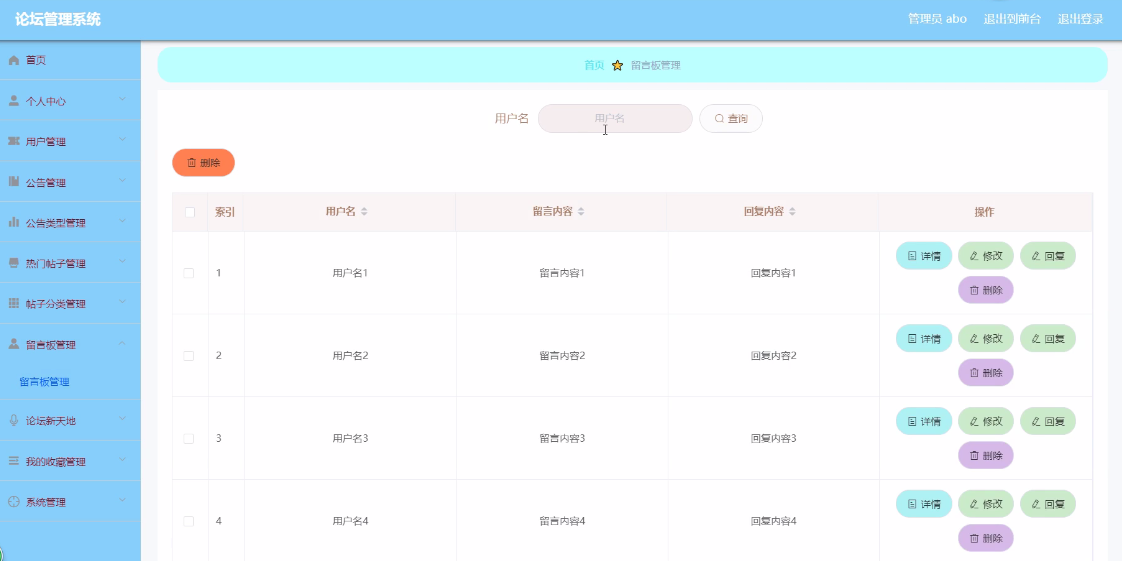 论坛管理系统
管理员 abo 退出到前台 退出登录
首页
个人中心
用户管理
公告管理
公告类型管理
热门帖子管理
帖子分类管理
留言板管理
留言板管理
论坛新天地
我的收藏管理
系统管理
首页 留言板管理
用户名 用户名 查询
删除
索引 用户名 留言内容 回复内容 操作
1 用户名1 留言内容1 回复内容1 详情 修改 回复
删除
2 用户名2 留言内容2 回复内容2 详情 修改 回复
删除
3 用户名3 留言内容3 回复内容3 详情 修改 回复
删除
4 用户名4 留言内容4 回复内容4 详情 修改 回复
删除